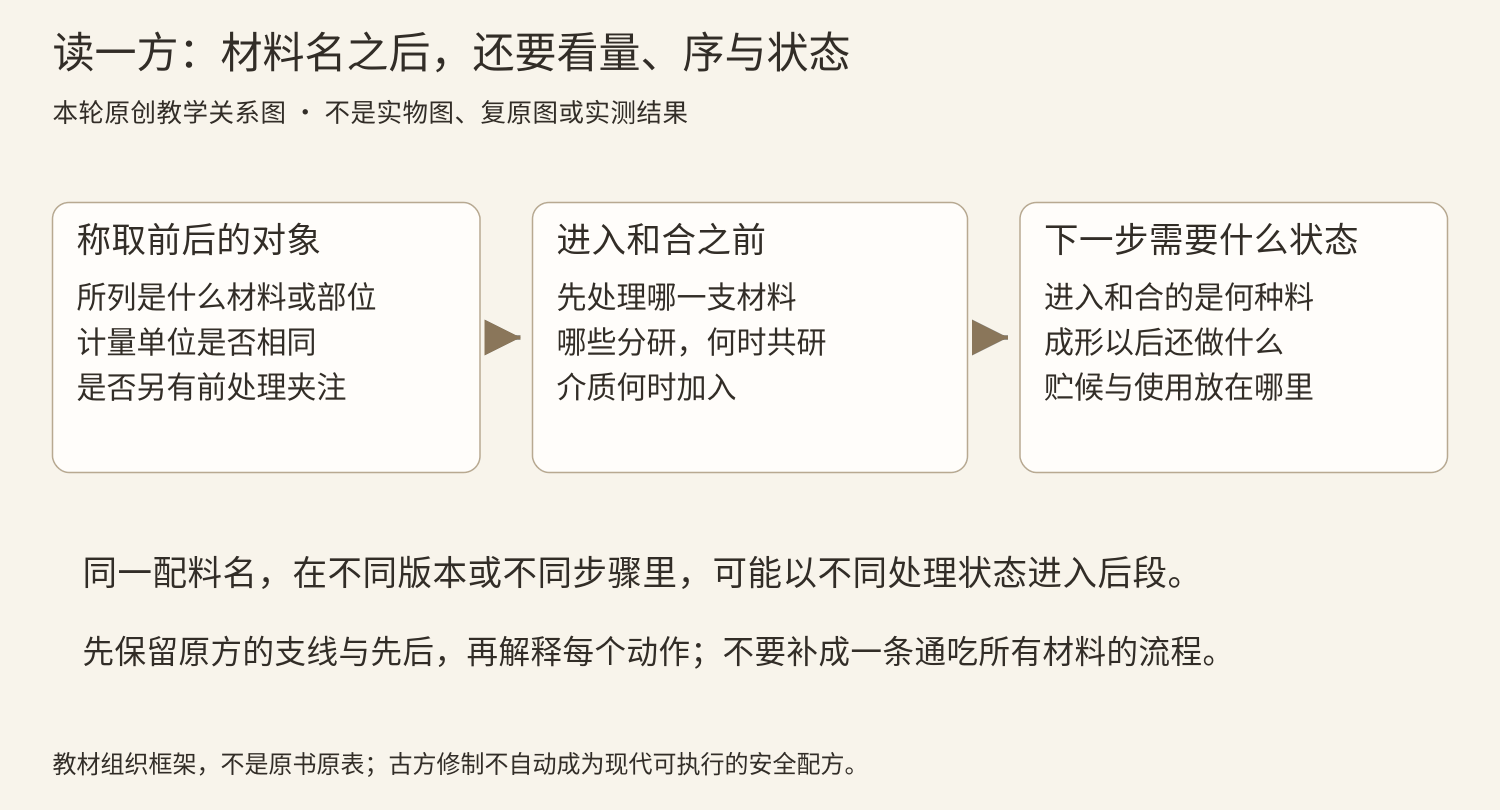 读一方：材料名之后，还要看量、序与状态
本轮原创教学关系图 · 不是实物图、复原图或实测结果
称取前后的对象
所列是什么材料或部位
计量单位是否相同
是否另有前处理夹注
进入和合之前
先处理哪一支材料
哪些分研，何时共研
介质何时加入
下一步需要什么状态
进入和合的是何种料
成形以后还做什么
贮候与使用放在哪里
同一配料名，在不同版本或不同步骤里，可能以不同处理状态进入后段。
先保留原方的支线与先后，再解释每个动作；不要补成一条通吃所有材料的流程。
教材组织框架，不是原书原表；古方修制不自动成为现代可执行的安全配方。